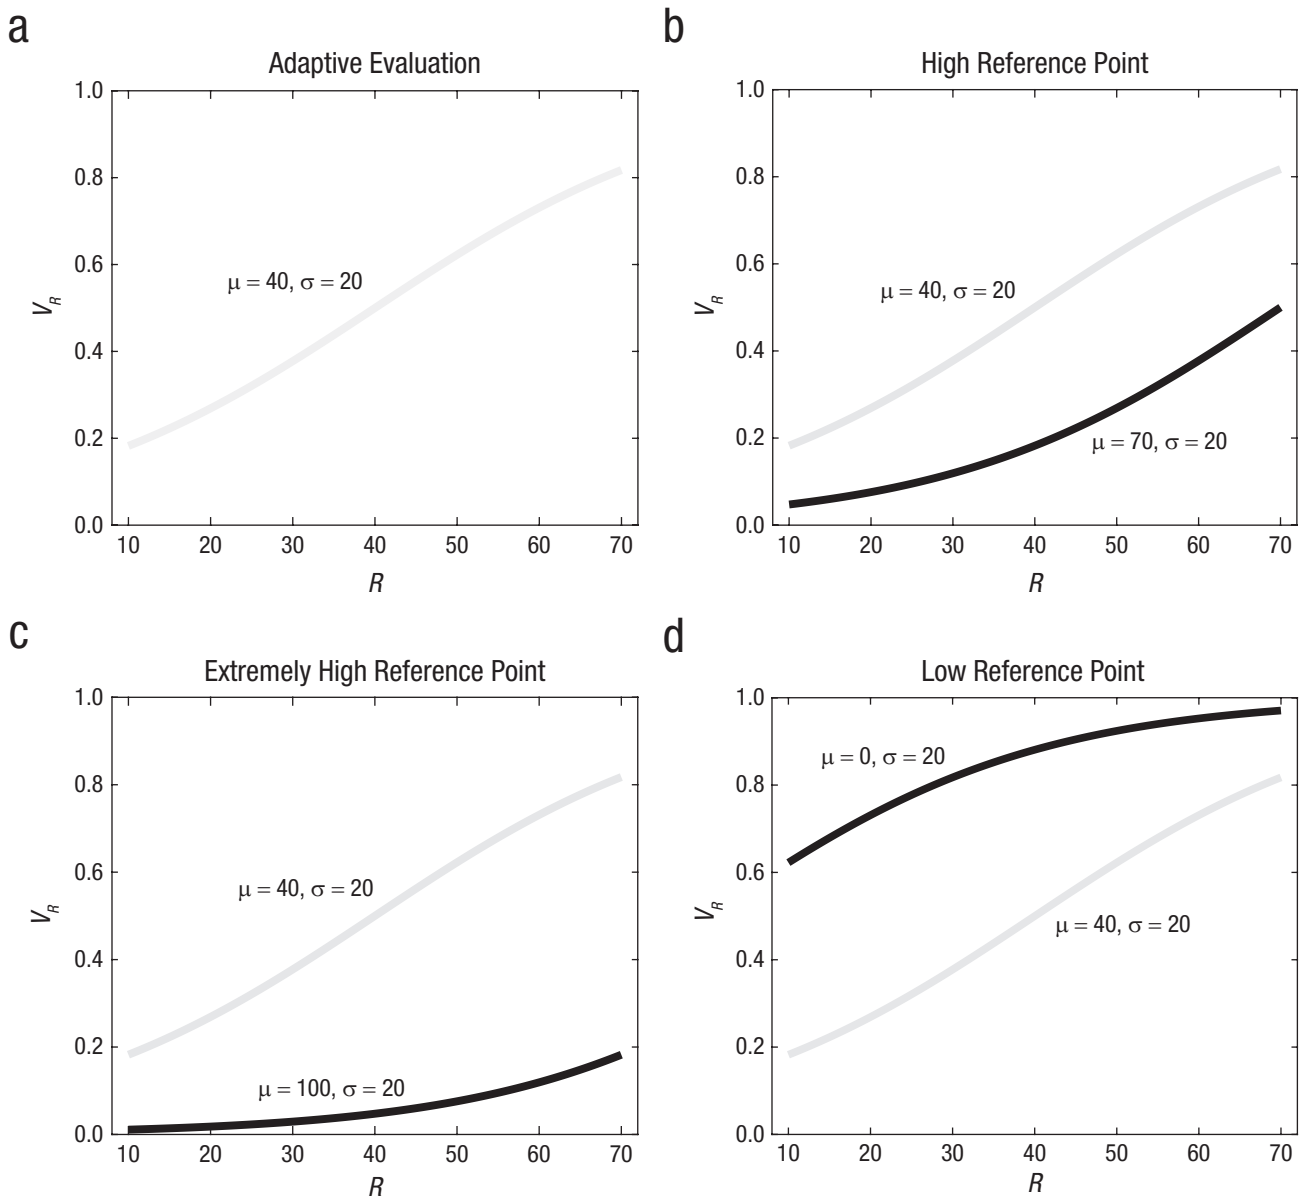 a
Adaptive Evaluation
1.0
0.8
0.6
0.4
0.2
0.0
V_R
μ = 40, σ = 20
10 20 30 40 50 60 70
R
b
High Reference Point
1.0
0.8
0.6
0.4
0.2
0.0
V_R
μ = 40, σ = 20
μ = 70, σ = 20
10 20 30 40 50 60 70
R
c
Extremely High Reference Point
1.0
0.8
0.6
0.4
0.2
0.0
V_R
μ = 40, σ = 20
μ = 100, σ = 20
10 20 30 40 50 60 70
R
d
Low Reference Point
1.0
0.8
0.6
0.4
0.2
0.0
V_R
μ = 0, σ = 20
μ = 40, σ = 20
10 20 30 40 50 60 70
R